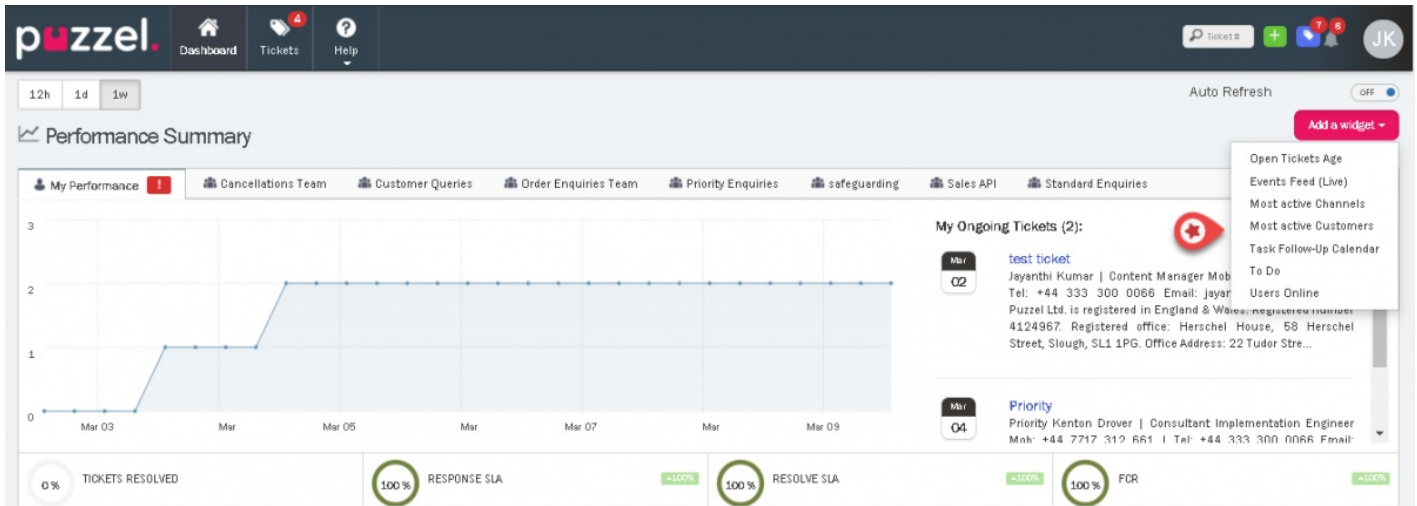 puzzel.
Dashboard
4
Tickets
Help
Ticket #
7
6
JK
12h 1d 1w
Auto Refresh
OFF
Performance Summary
Add a widget
Open Tickets Age
Events Feed (Live)
Most active Channels
Most active Customers
Task Follow-Up Calendar
To Do
Users Online
My Performance ! Cancellations Team Customer Queries Order Enquiries Team Priority Enquiries safeguarding Sales API Standard Enquiries
3
2
1
0
Mar 03 Mar Mar 05 Mar Mar 07 Mar Mar 09
My Ongoing Tickets (2):
Mar
02
test ticket
Jayanthi Kumar | Content Manager Mob
Tel: +44 333 300 0066 Email: jayan
Puzzel Ltd. is registered in England & Wales. Registered number
4124967. Registered office: Herschel House, 58 Herschel
Street, Slough, SL1 1PG. Office Address: 22 Tudor Stre...
Mar
04
Priority
Priority Kenton Drover | Consultant Implementation Engineer
Mob: +44 7717 312 661 | Tel: +44 333 300 0066 Email:
0% TICKETS RESOLVED
100% RESPONSE SLA 100%
100% RESOLVE SLA 100%
100% FCR 100%